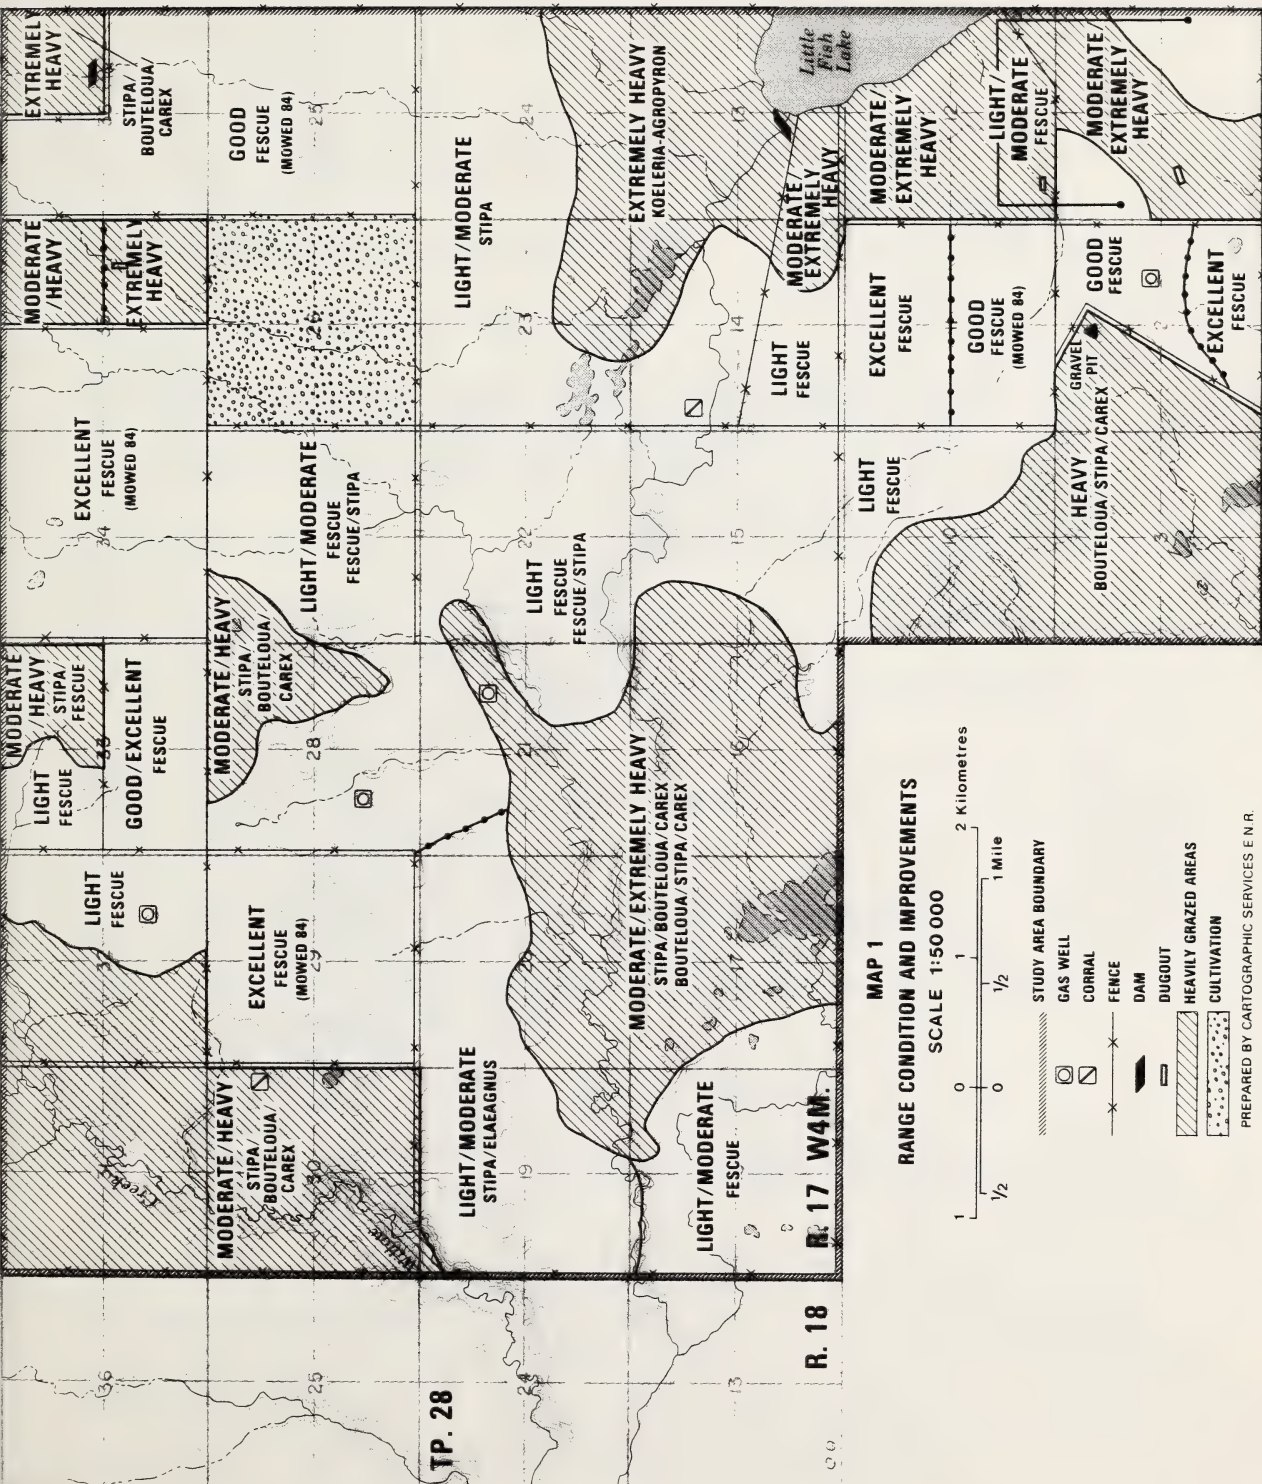 EXTREMELY
HEAVY
STIPA/
BOUTELOUA/
CAREX
GOOD
FESCUE
(MOWED 84)
25
MODERATE
/HEAVY
EXTREMELY
HEAVY
26
EXCELLENT
FESCUE
(MOWED 84)
34
LIGHT/MODERATE
FESCUE
FESCUE/STIPA
MODERATE
HEAVY
STIPA/
FESCUE
LIGHT
FESCUE
33
GOOD/EXCELLENT
FESCUE
MODERATE/HEAVY
STIPA/
BOUTELOUA/
CAREX
28
LIGHT
FESCUE
EXCELLENT
FESCUE
(MOWED 84)
29
MODERATE/HEAVY
STIPA/
BOUTELOUA/
CAREX
30
Creek
Willow
36
25
24
13
LIGHT/MODERATE
STIPA
24
23
EXTREMELY HEAVY
KOELERIA-AGROPYRON
13
Little
Fish
Lake
MODERATE/
EXTREMELY
HEAVY
14
LIGHT
FESCUE
22
LIGHT
FESCUE
FESCUE/STIPA
15
21
16
MODERATE/EXTREMELY HEAVY
STIPA/BOUTELOUA/CAREX
BOUTELOUA/STIPA/CAREX
20
17
LIGHT/MODERATE
STIPA/ELAEAGNUS
19
LIGHT/MODERATE
FESCUE
MODERATE/
EXTREMELY
HEAVY
12
LIGHT/
MODERATE
FESCUE
MODERATE/
EXTREMELY
HEAVY
EXCELLENT
FESCUE
GOOD
FESCUE
(MOWED 84)
GOOD
FESCUE
2
EXCELLENT
FESCUE
GRAVEL
PIT
LIGHT
FESCUE
10
HEAVY
BOUTELOUA/STIPA/CAREX
3
TP. 28
R. 18
R. 17 W4M.
MAP 1
RANGE CONDITION AND IMPROVEMENTS
SCALE 1:50 000
1 0 1 2 Kilometres
1/2 0 1/2 1 Mile
STUDY AREA BOUNDARY
GAS WELL
CORRAL
FENCE
DAM
DUGOUT
HEAVILY GRAZED AREAS
CULTIVATION
PREPARED BY CARTOGRAPHIC SERVICES E.N.R.